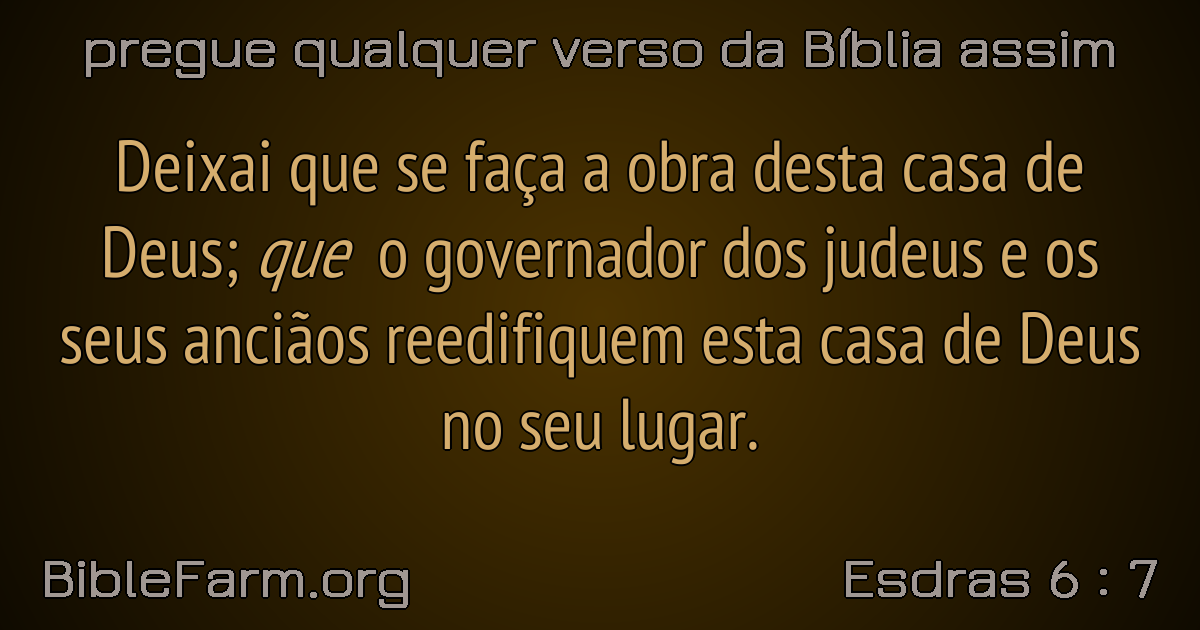 pregue qualquer verso da Bíblia assim
Deixai que se faça a obra desta casa de
Deus; que o governador dos judeus e os
seus anciãos reedifiquem esta casa de Deus
no seu lugar.
BibleFarm.org
Esdras 6 : 7